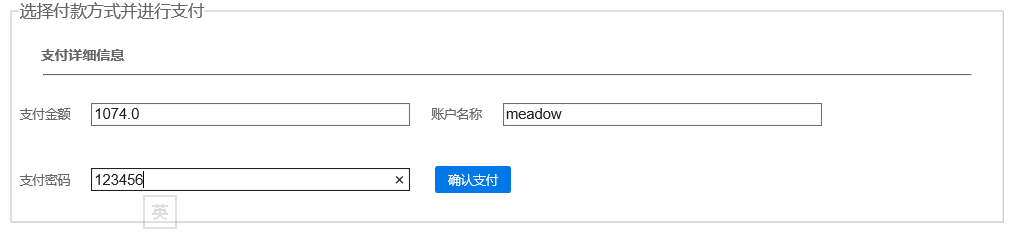 选择付款方式并进行支付
支付详细信息
支付金额 1074.0 账户名称 meadow
支付密码 123456 × 确认支付
英